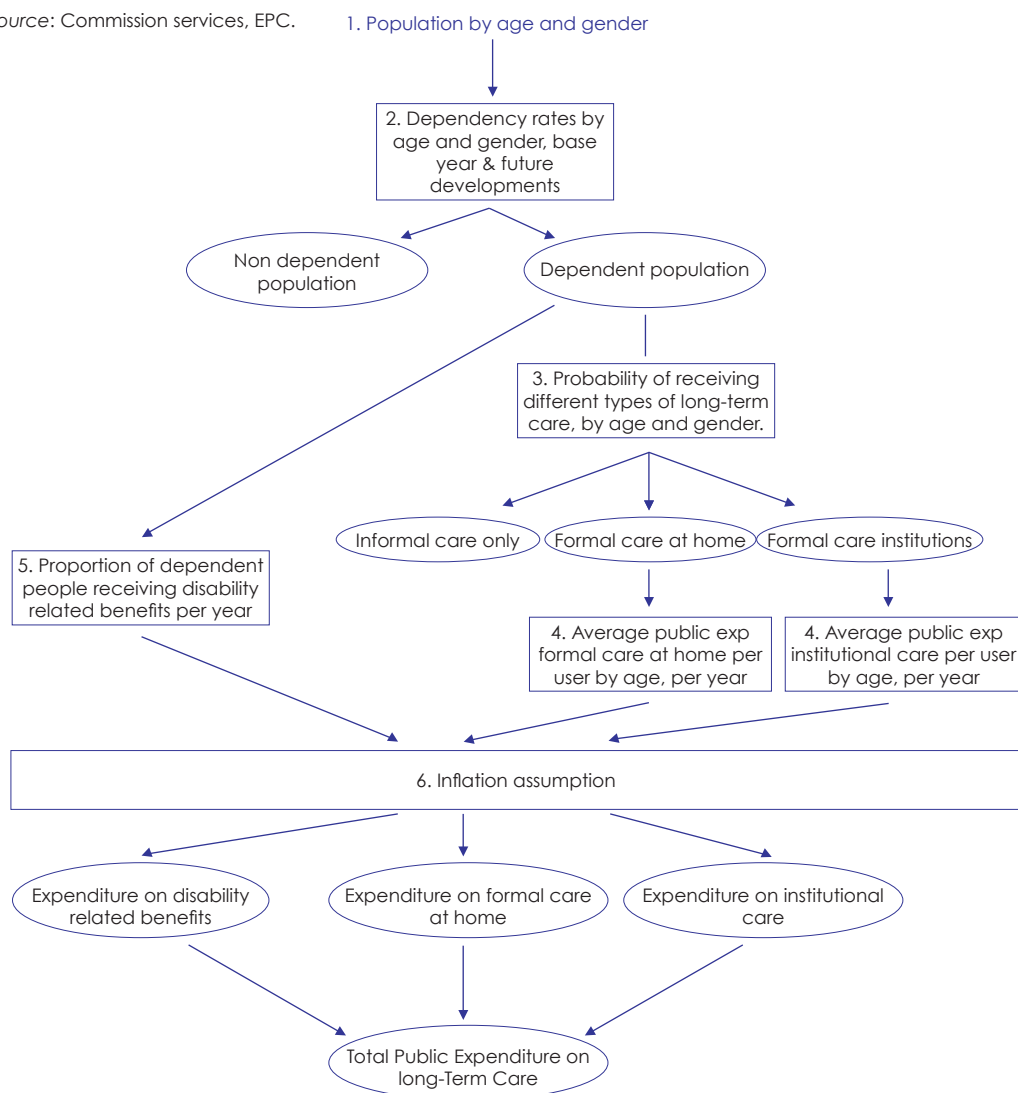 ource: Commission services, EPC.
1. Population by age and gender
2. Dependency rates by
age and gender, base
year & future
developments
Non dependent
population
Dependent population
3. Probability of receiving
different types of long-term
care, by age and gender.
Informal care only
Formal care at home
Formal care institutions
5. Proportion of dependent
people receiving disability
related benefits per year
4. Average public exp
formal care at home per
user by age, per year
4. Average public exp
institutional care per user
by age, per year
6. Inflation assumption
Expenditure on disability
related benefits
Expenditure on formal care
at home
Expenditure on institutional
care
Total Public Expenditure on
long-Term Care